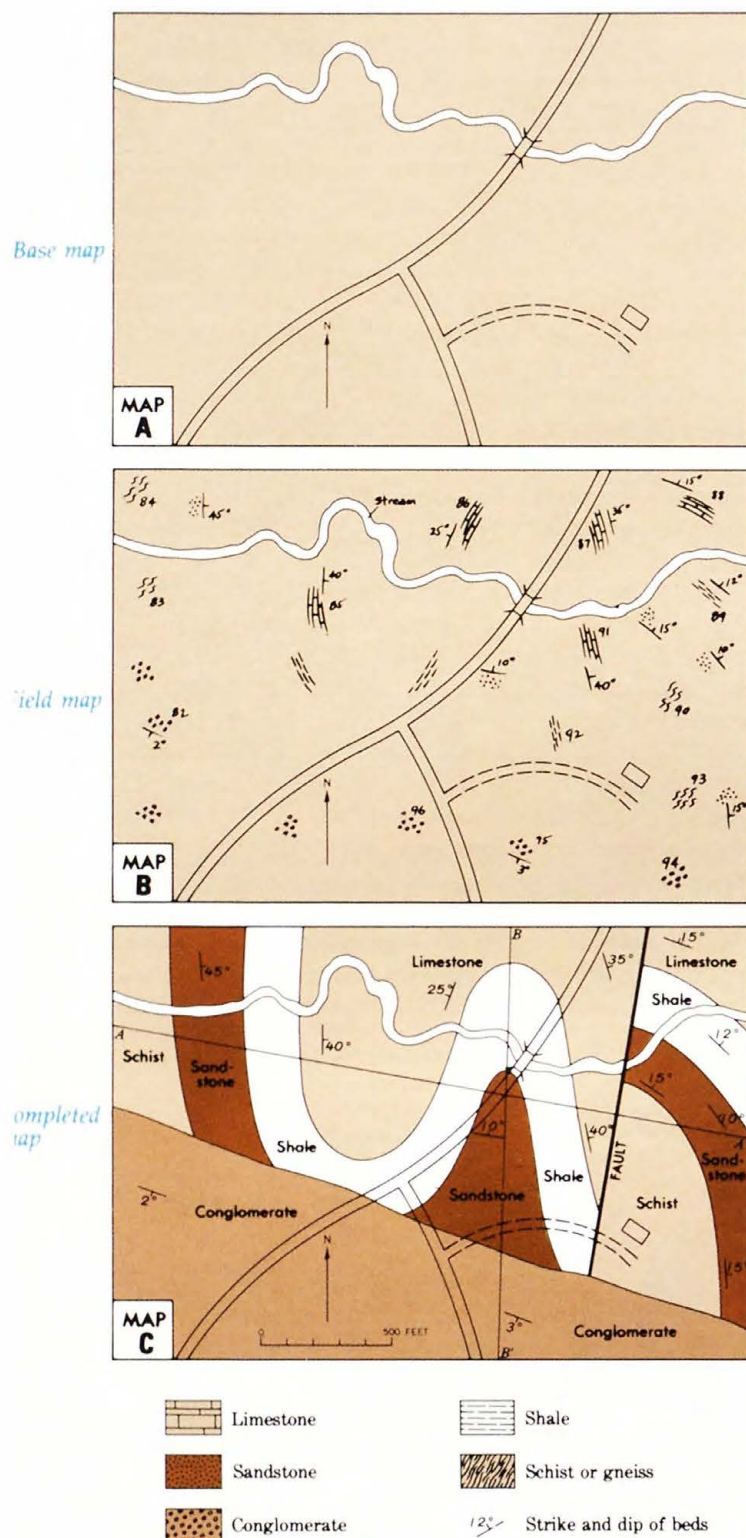 Base map
N
MAP
A
84
45°
stream
86
25°
15°
88
36°
87
83
40°
85
12°
89
91
15°
10°
10°
40°
90
82
2°
92
N
93
15°
96
95
3°
94
MAP
B
B
15°
45°
Limestone
35°
Limestone
25°
Shale
A
40°
12°
Schist
Sand-
stone
15°
10°
40°
Shale
Sand-
stone
Sandstone
Shale
FAULT
Schist
2°
Conglomerate
15°
N
0
500 FEET
3°
Conglomerate
B'
MAP
C
Limestone
Shale
Sandstone
Schist or gneiss
Conglomerate
12°
Strike and dip of beds